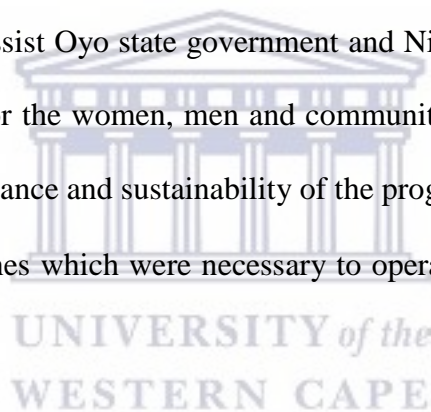 ssist Oyo state government and Ni
r the women, men and communit
ance and sustainability of the prog
nes which were necessary to opera
UNIVERSITY of the
WESTERN CAPE